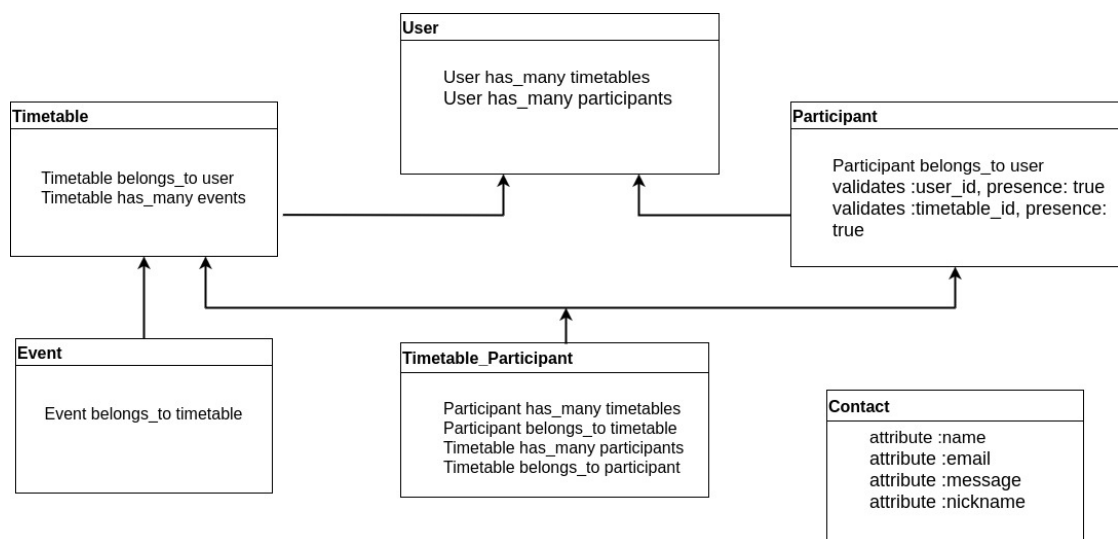 User
User has_many timetables
User has_many participants
Timetable
Timetable belongs_to user
Timetable has_many events
Participant
Participant belongs_to user
validates :user_id, presence: true
validates :timetable_id, presence:
true
Event
Event belongs_to timetable
Timetable_Participant
Participant has_many timetables
Participant belongs_to timetable
Timetable has_many participants
Timetable belongs_to participant
Contact
attribute :name
attribute :email
attribute :message
attribute :nickname